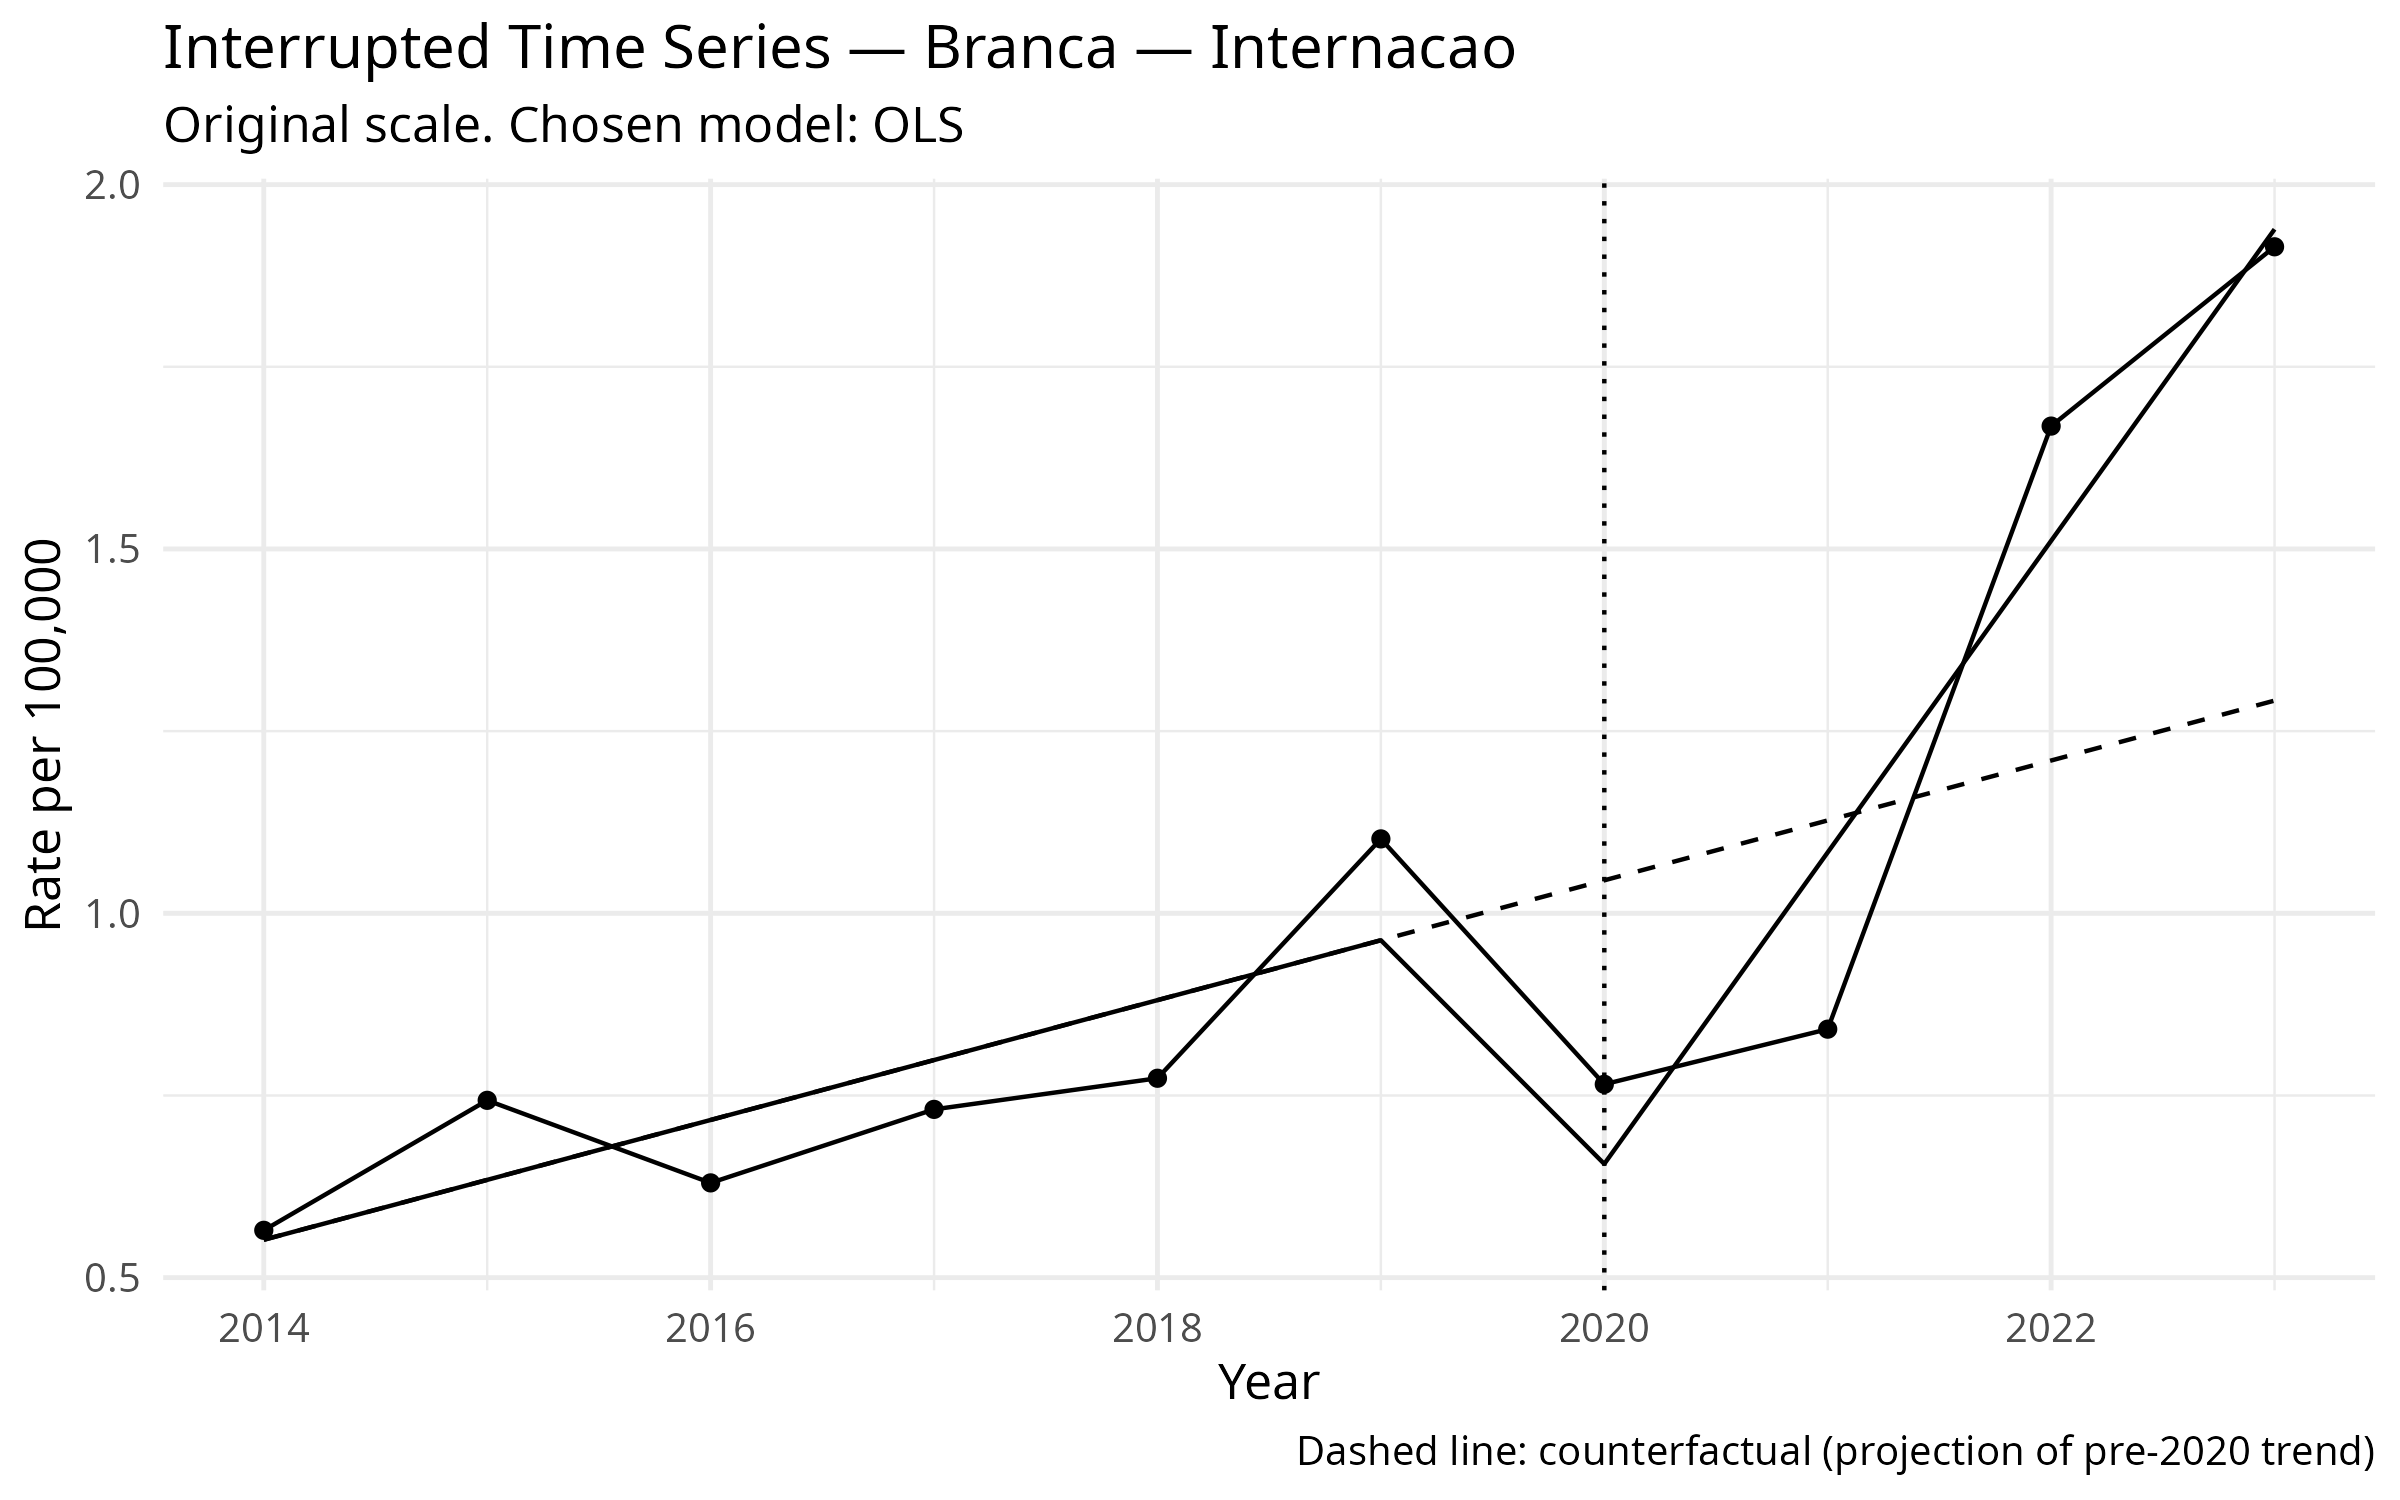 Interrupted Time Series — Branca — Internacao
Original scale. Chosen model: OLS
2.0
1.5
1.0
0.5
Rate per 100,000
2014 2016 2018 2020 2022
Year
Dashed line: counterfactual (projection of pre-2020 trend)